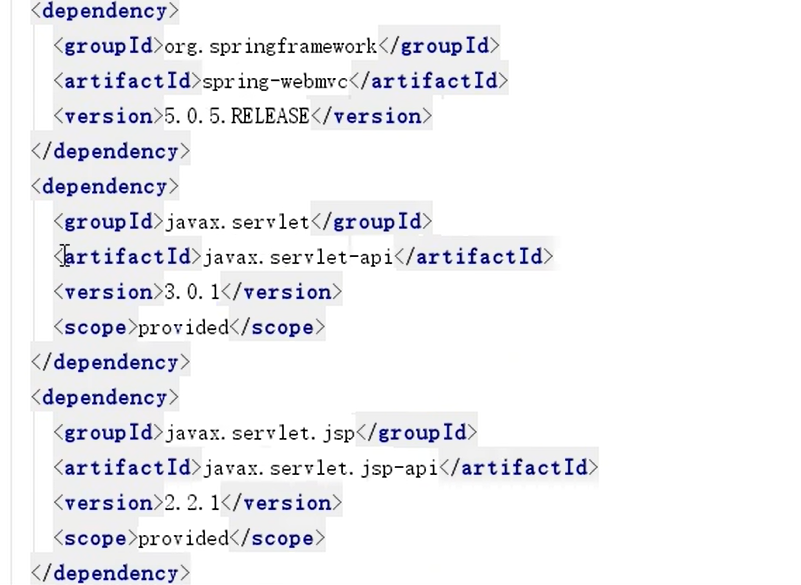 <dependency>
<groupId>org.springframework</groupId>
<artifactId>spring-webmvc</artifactId>
<version>5.0.5.RELEASE</version>
</dependency>
<dependency>
<groupId>javax.servlet</groupId>
<artifactId>javax.servlet-api</artifactId>
<version>3.0.1</version>
<scope>provided</scope>
</dependency>
<dependency>
<groupId>javax.servlet.jsp</groupId>
<artifactId>javax.servlet.jsp-api</artifactId>
<version>2.2.1</version>
<scope>provided</scope>
</dependency>